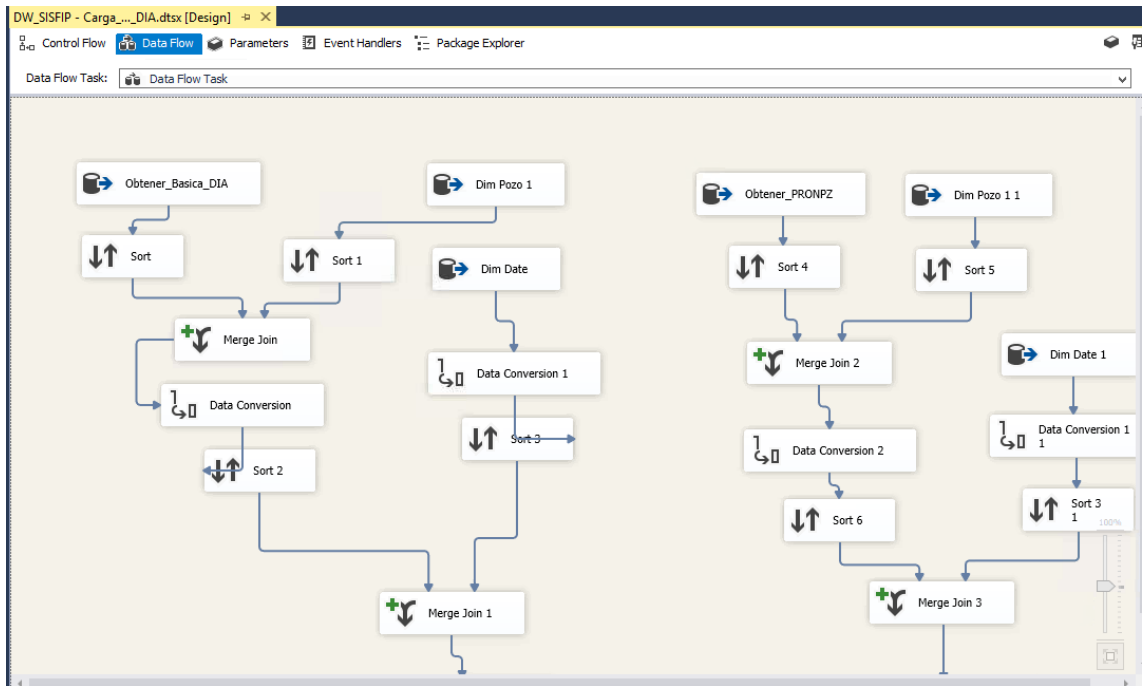 DW_SISFIP - Carga_..._DIA.dtsx [Design]
Control Flow
Data Flow
Parameters
Event Handlers
Package Explorer
Data Flow Task:
Data Flow Task
Obtener_Basica_DIA
Dim Pozo 1
Obtener_PRONPZ
Dim Pozo 1 1
Sort
Sort 1
Dim Date
Sort 4
Sort 5
Merge Join
Merge Join 2
Dim Date 1
Data Conversion 1
Data Conversion
Data Conversion 2
Data Conversion 1
1
Sort 3
Sort 2
Sort 6
Sort 3
1
100%
Merge Join 1
Merge Join 3